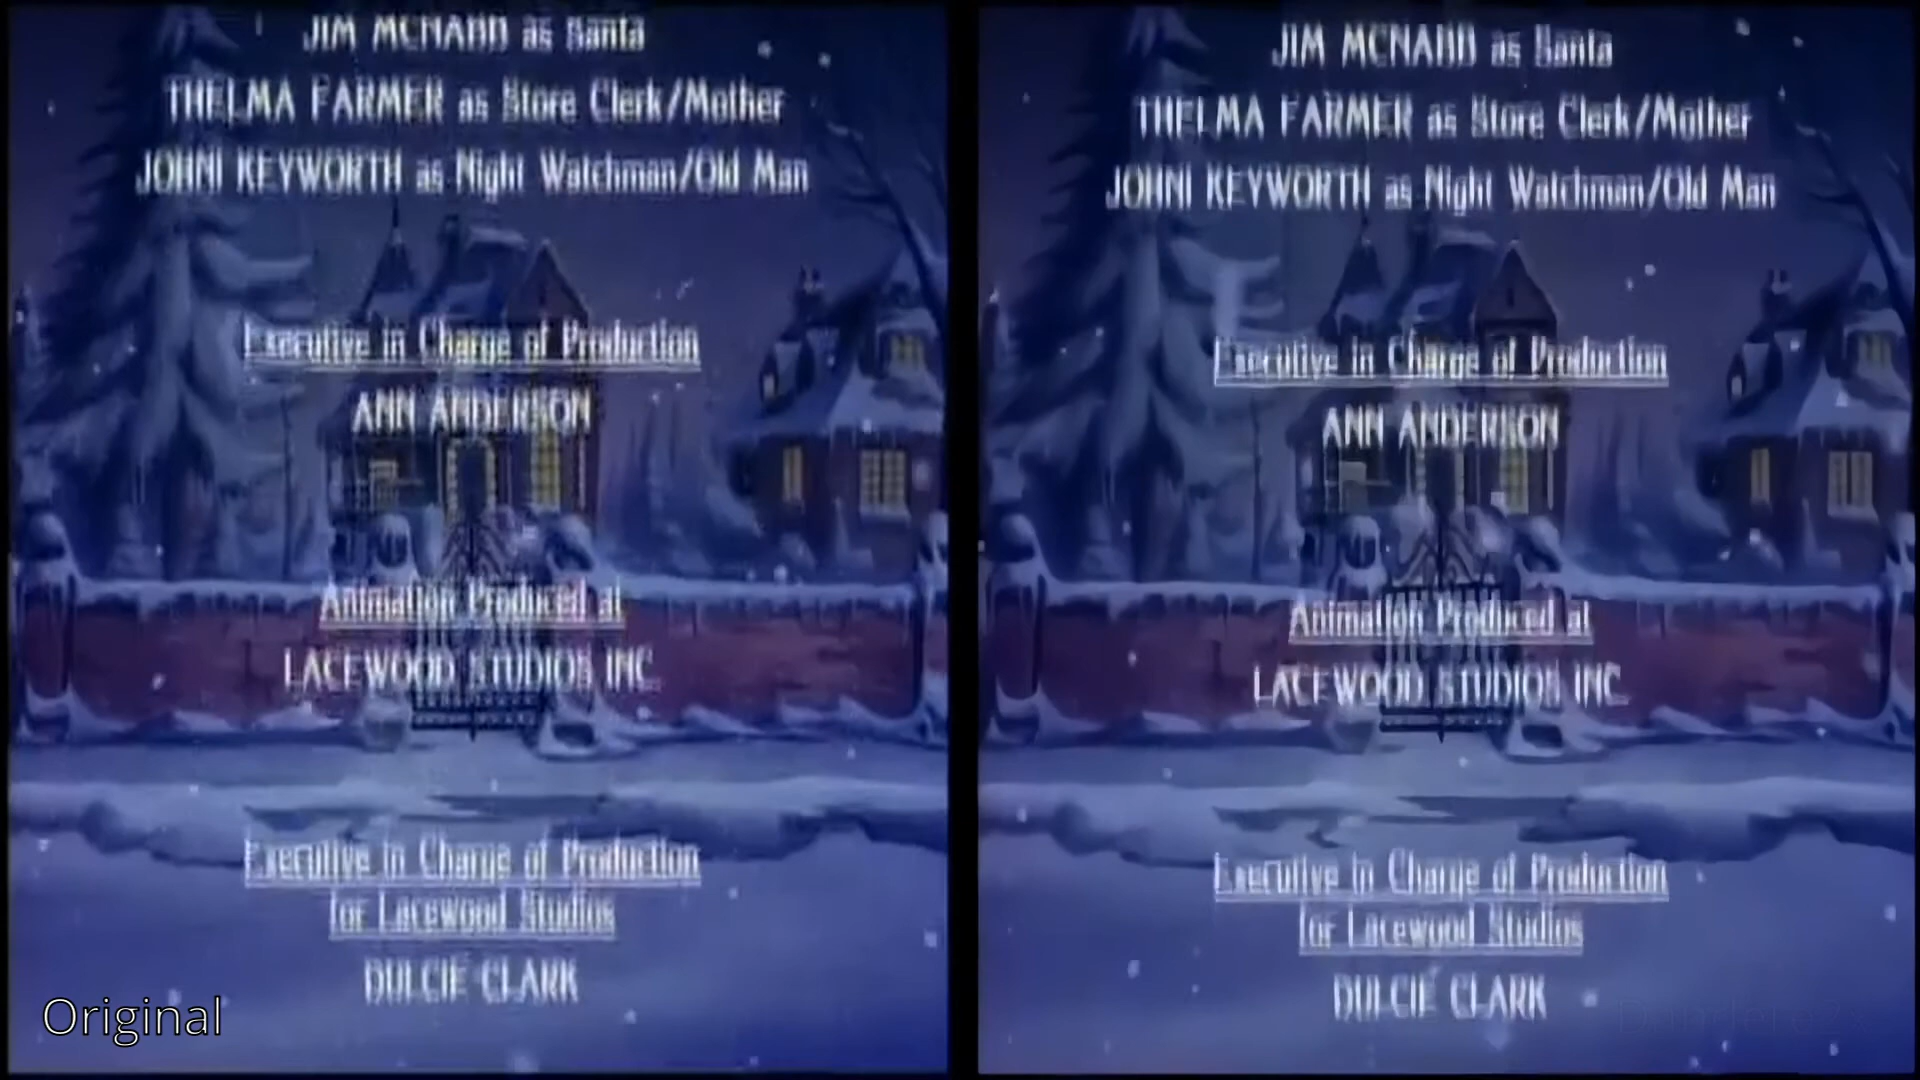 JIM MCNABB as Santa
THELMA FARMER as Store Clerk/Mother
JOHNI KEYWORTH as Night Watchman/Old Man
Executive in Charge of Production
ANN ANDERSON
Animation Produced at
LACEWOOD STUDIOS INC.
Executive in Charge of Production
for Lacewood Studios
DULCIE CLARK
Original
JIM MCNABB as Santa
THELMA FARMER as Store Clerk/Mother
JOHNI KEYWORTH as Night Watchman/Old Man
Executive in Charge of Production
ANN ANDERSON
Animation Produced at
LACEWOOD STUDIOS INC.
Executive in Charge of Production
for Lacewood Studios
DULCIE CLARK